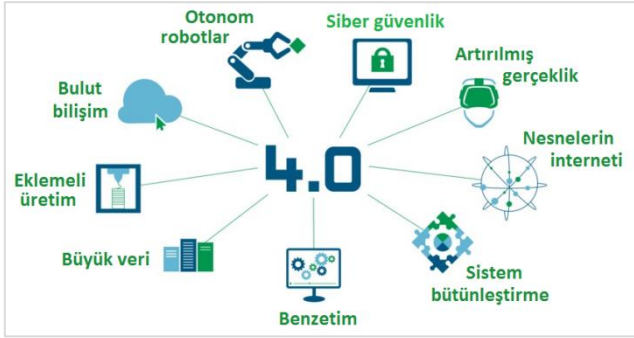 Otonom
robotlar
Siber güvenlik
Artırılmış
gerçeklik
Bulut
bilişim
4.0
Nesnelerin
interneti
Eklemeli
üretim
Büyük veri
Sistem
bütünleştirme
Benzetim